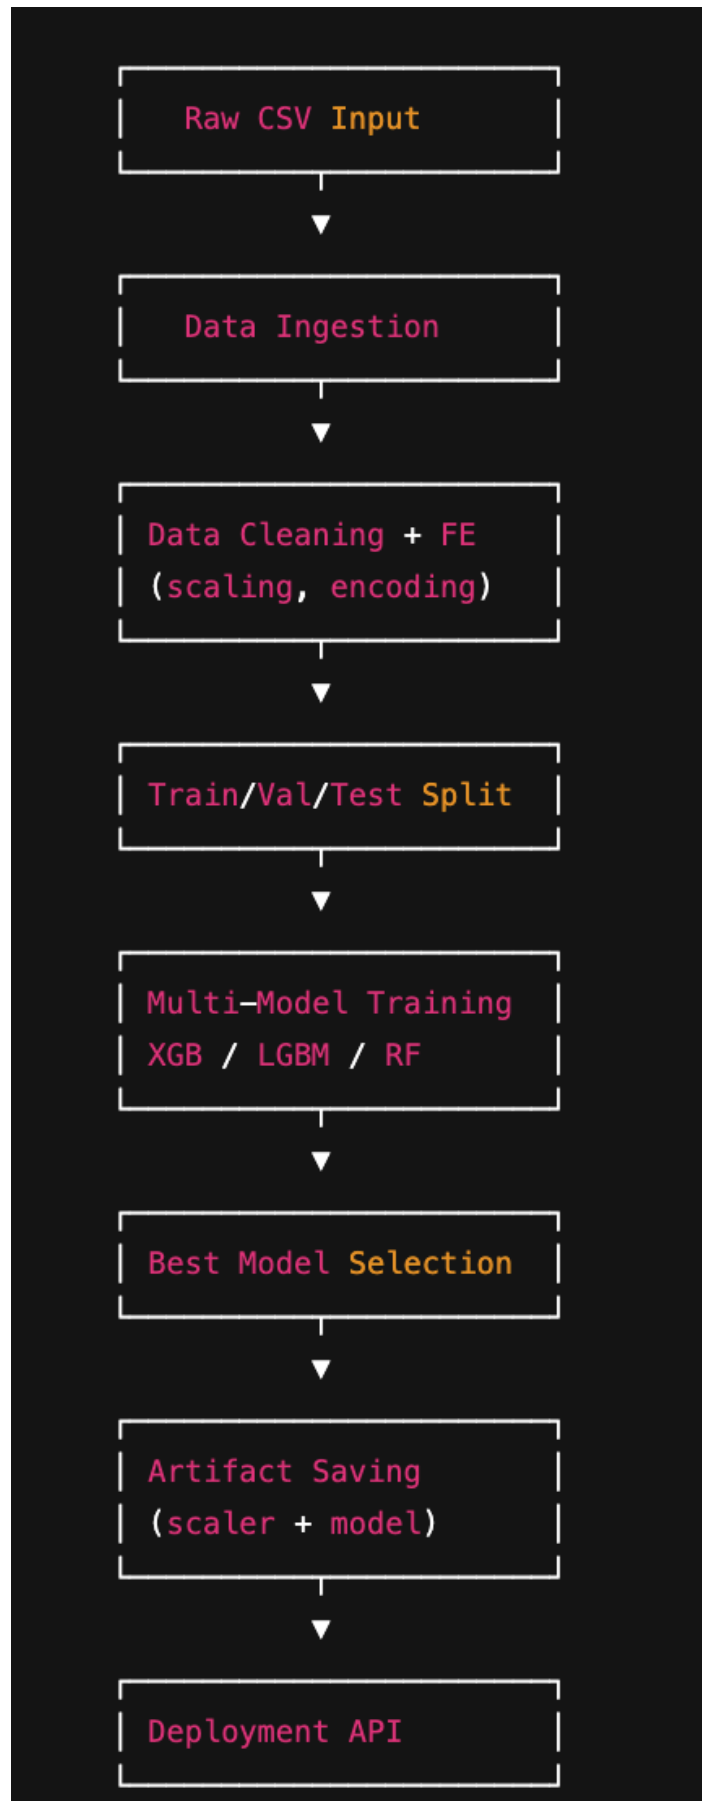 Raw CSV Input
▼
Data Ingestion
▼
Data Cleaning + FE
(scaling, encoding)
▼
Train/Val/Test Split
▼
Multi-Model Training
XGB / LGBM / RF
▼
Best Model Selection
▼
Artifact Saving
(scaler + model)
▼
Deployment API